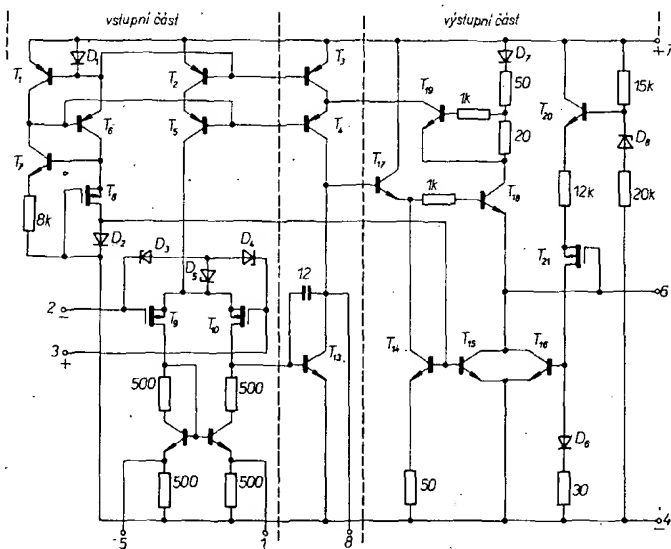 vstupní část
výstupní část
+7
D₁
T₁
T₂
T₃
D₇
T₁₉
50
1k
20
T₂₀
15k
D₈
T₆
T₅
T₄
T₇
T₁₇
T₈
8k
1k
T₁₈
12k
20k
D₂
D₃
D₄
D₅
T₂₁
2
−
T₉
T₁₀
12
6
3
+
T₁₃
T₁₄
T₁₅
T₁₆
500
500
D₆
500
500
50
30
5
1
8
−4